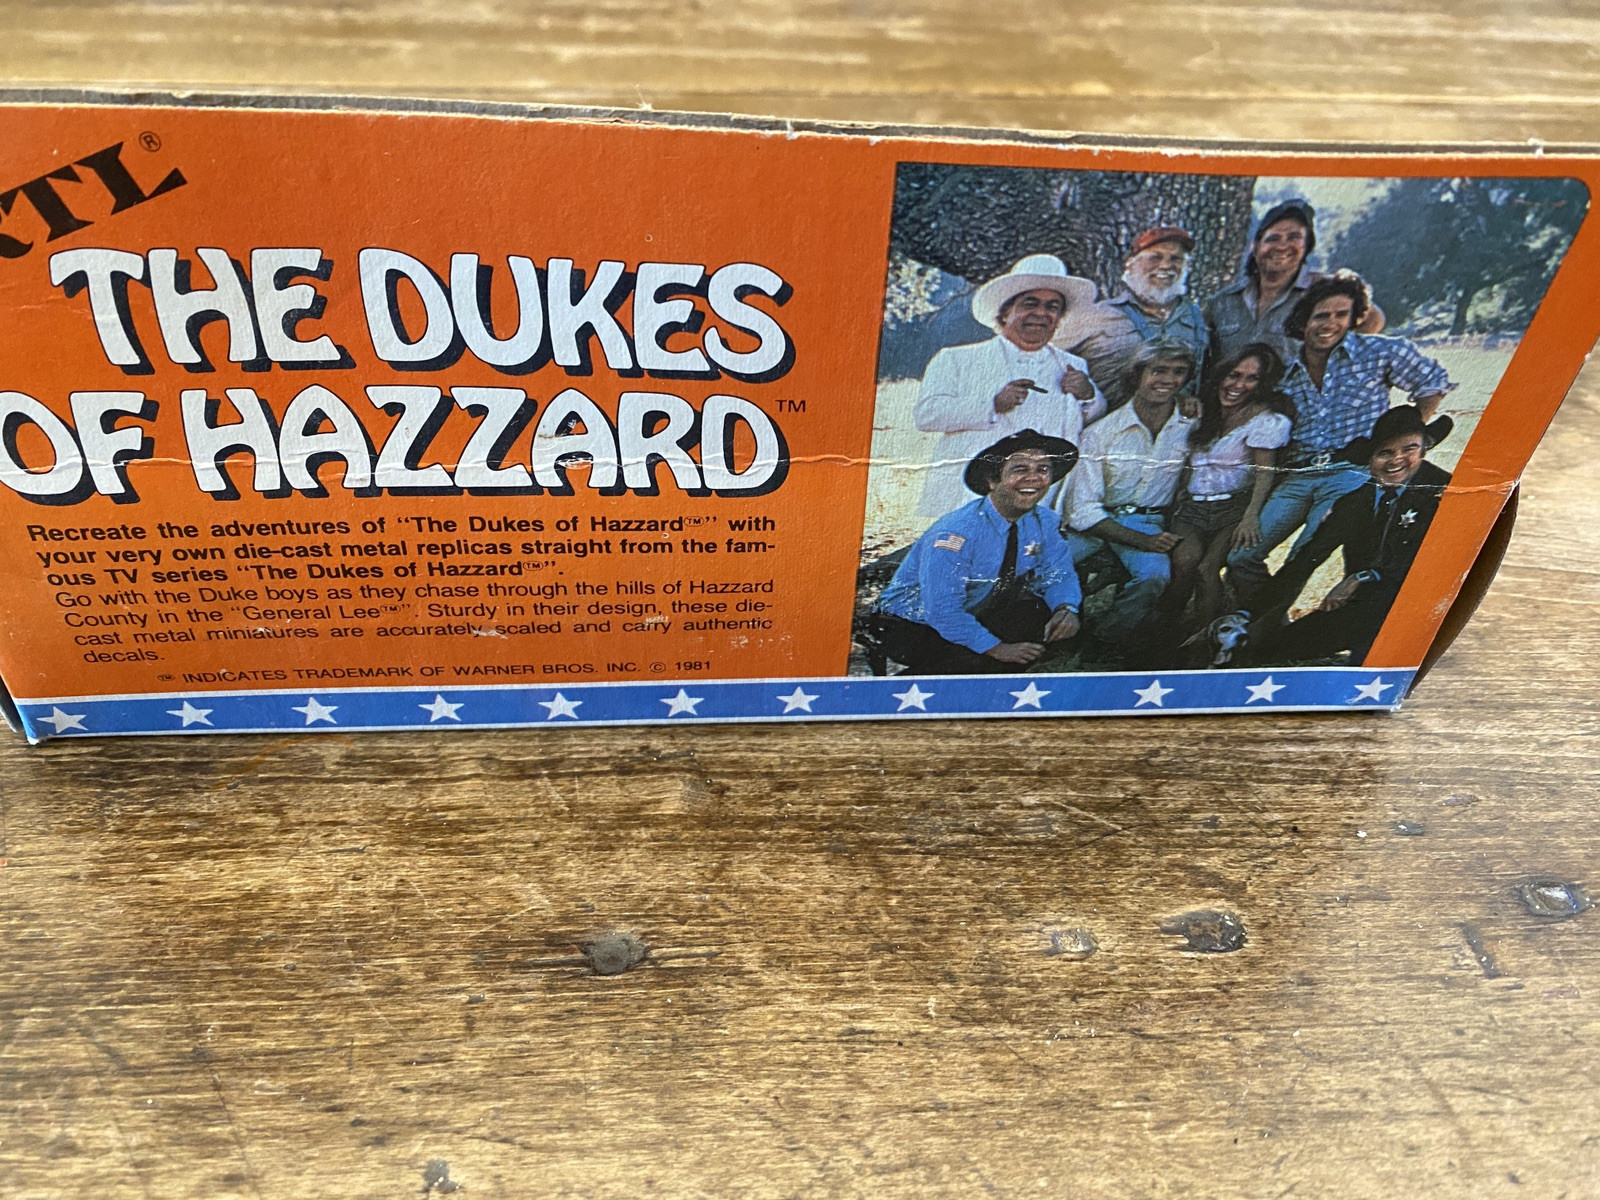 RTL®
THE DUKES
OF HAZZARD™
Recreate the adventures of "The Dukes of Hazzard™" with
your very own die-cast metal replicas straight from the fam-
ous TV series "The Dukes of Hazzard™".
Go with the Duke boys as they chase through the hills of Hazzard
County in the "General Lee™". Sturdy in their design, these die-
cast metal miniatures are accurately scaled and carry authentic
decals.
™ INDICATES TRADEMARK OF WARNER BROS. INC. © 1981